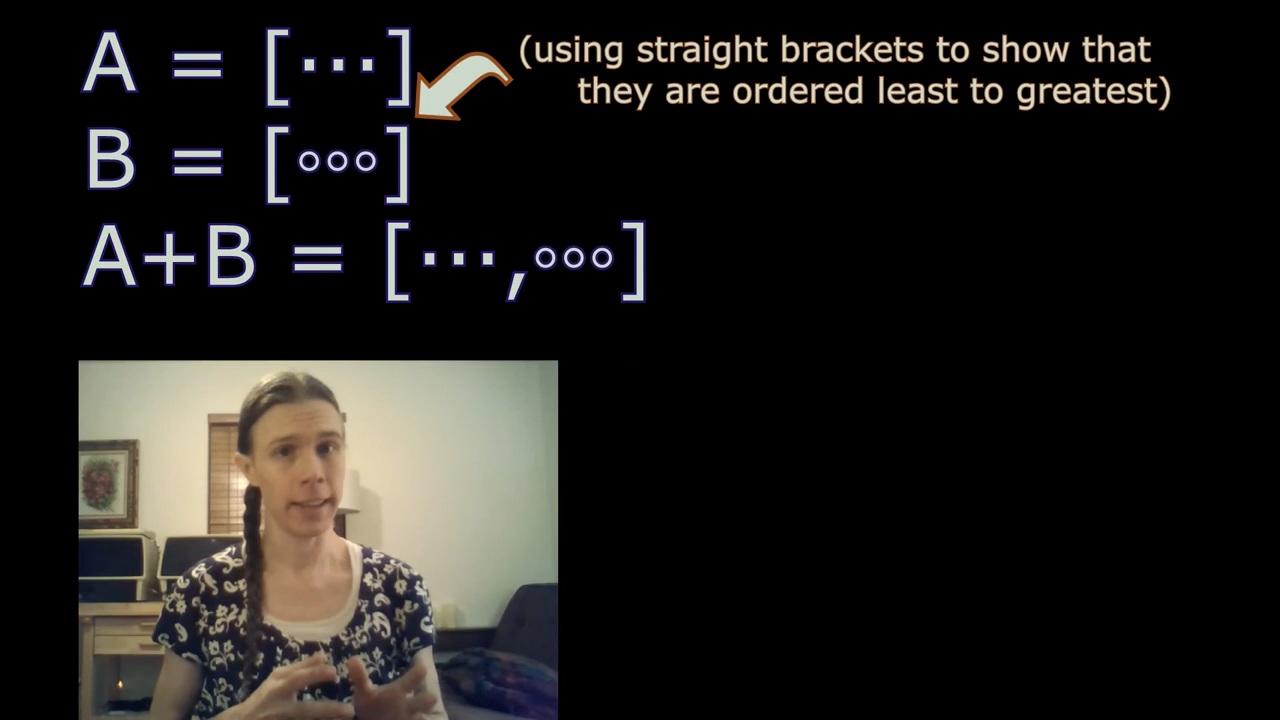 A = [···]
(using straight brackets to show that
they are ordered least to greatest)
B = [◦◦◦]
A+B = [···,◦◦◦]